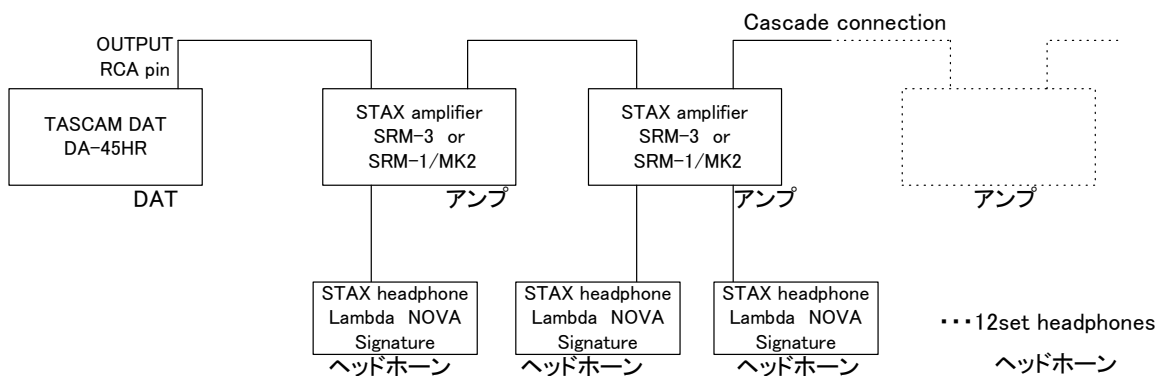 Cascade connection
OUTPUT
RCA pin
TASCAM DAT
DA-45HR
DAT
STAX amplifier
SRM-3 or
SRM-1/MK2
アンプ
STAX amplifier
SRM-3 or
SRM-1/MK2
アンプ
アンプ
STAX headphone
Lambda NOVA
Signature
ヘッドホーン
STAX headphone
Lambda NOVA
Signature
ヘッドホーン
STAX headphone
Lambda NOVA
Signature
ヘッドホーン
･･･12set headphones
ヘッドホーン